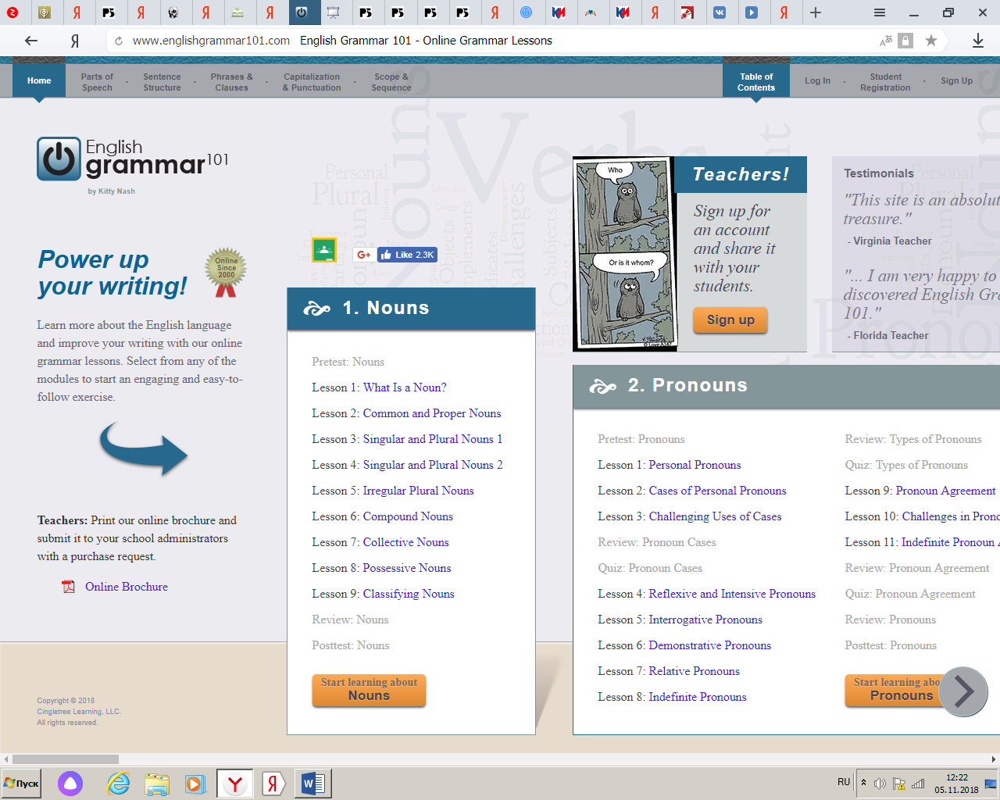 www.englishgrammar101.com English Grammar 101 - Online Grammar Lessons
Home
Parts of
Speech
Sentence
Structure
Phrases &
Clauses
Capitalization
& Punctuation
Scope &
Sequence
Table of
Contents
Log In
Student
Registration
Sign Up
English
grammar101
by Kitty Nash
Power up
your writing!
Online
Since
2000
Learn more about the English language
and improve your writing with our online
grammar lessons. Select from any of the
modules to start an engaging and easy-to-
follow exercise.
Teachers: Print our online brochure and
submit it to your school administrators
with a purchase request.
Online Brochure
Copyright © 2018
Cingletree Learning, LLC.
All rights reserved.
G+
Like 2.3K
1. Nouns
Pretest: Nouns
Lesson 1: What Is a Noun?
Lesson 2: Common and Proper Nouns
Lesson 3: Singular and Plural Nouns 1
Lesson 4: Singular and Plural Nouns 2
Lesson 5: Irregular Plural Nouns
Lesson 6: Compound Nouns
Lesson 7: Collective Nouns
Lesson 8: Possessive Nouns
Lesson 9: Classifying Nouns
Review: Nouns
Posttest: Nouns
Start learning about
Nouns
Who
Or is it whom?
Teachers!
Sign up for
an account
and share it
with your
students.
Sign up
Testimonials
"This site is an absolut
treasure."
- Virginia Teacher
"... I am very happy to
discovered English Gr
101."
- Florida Teacher
2. Pronouns
Pretest: Pronouns
Lesson 1: Personal Pronouns
Lesson 2: Cases of Personal Pronouns
Lesson 3: Challenging Uses of Cases
Review: Pronoun Cases
Quiz: Pronoun Cases
Lesson 4: Reflexive and Intensive Pronouns
Lesson 5: Interrogative Pronouns
Lesson 6: Demonstrative Pronouns
Lesson 7: Relative Pronouns
Lesson 8: Indefinite Pronouns
Review: Types of Pronouns
Quiz: Types of Pronouns
Lesson 9: Pronoun Agreement
Lesson 10: Challenges in Prono
Lesson 11: Indefinite Pronoun A
Review: Pronoun Agreement
Quiz: Pronoun Agreement
Review: Pronouns
Posttest: Pronouns
Start learning abo
Pronouns
Verbs
Nouns
Personal
Plural
Idiomatic
Direct
Objects
Demonstrative
Пуск
RU
12:22
05.11.2018